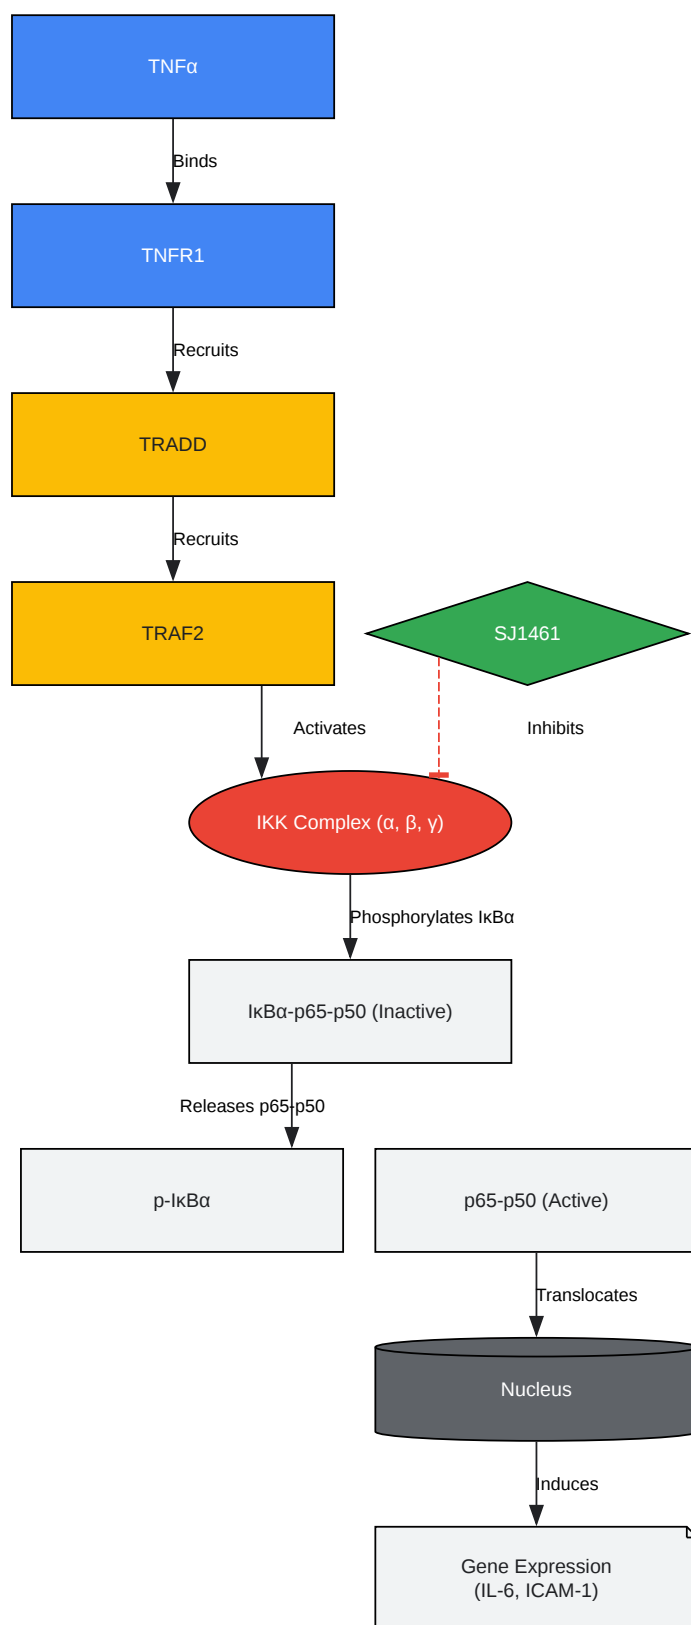 TNFα
Binds
TNFR1
Recruits
TRADD
Recruits
TRAF2
SJ1461
Activates
Inhibits
IKK Complex (α, β, γ)
Phosphorylates IκBα
IκBα-p65-p50 (Inactive)
Releases p65-p50
p-IκBα
p65-p50 (Active)
Translocates
Nucleus
Induces
Gene Expression
(IL-6, ICAM-1)